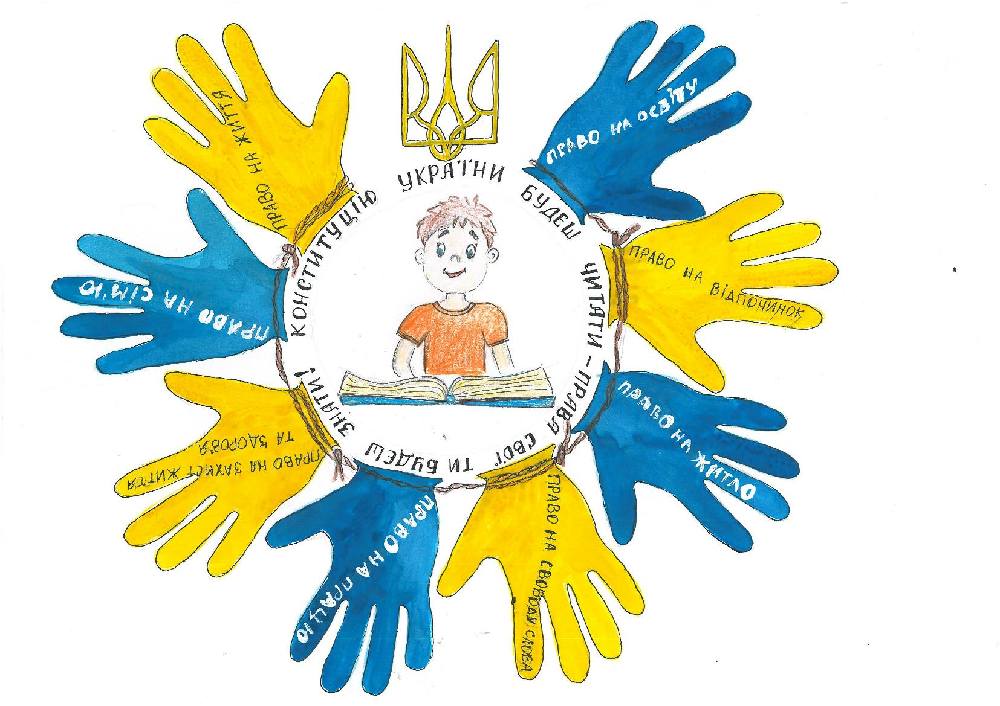 КОНСТИТУЦІЮ УКРАЇНИ БУДЕШ ЧИТАТИ – ПРАВА СВОЇ ТИ БУДЕШ ЗНАТИ!
ПРАВО НА ЖИТТЯ
ПРАВО НА ОСВІТУ
ПРАВО НА ВІДПОЧИНОК
ПРАВО НА ЖИТЛО
ПРАВО НА СВОБОДУ СЛОВА
ПРАВО НА ПРАЦЮ
ПРАВО НА ЗАХИСТ ЖИТТЯ
ТА ЗДОРОВ'Я
ПРАВО НА СІМ'Ю